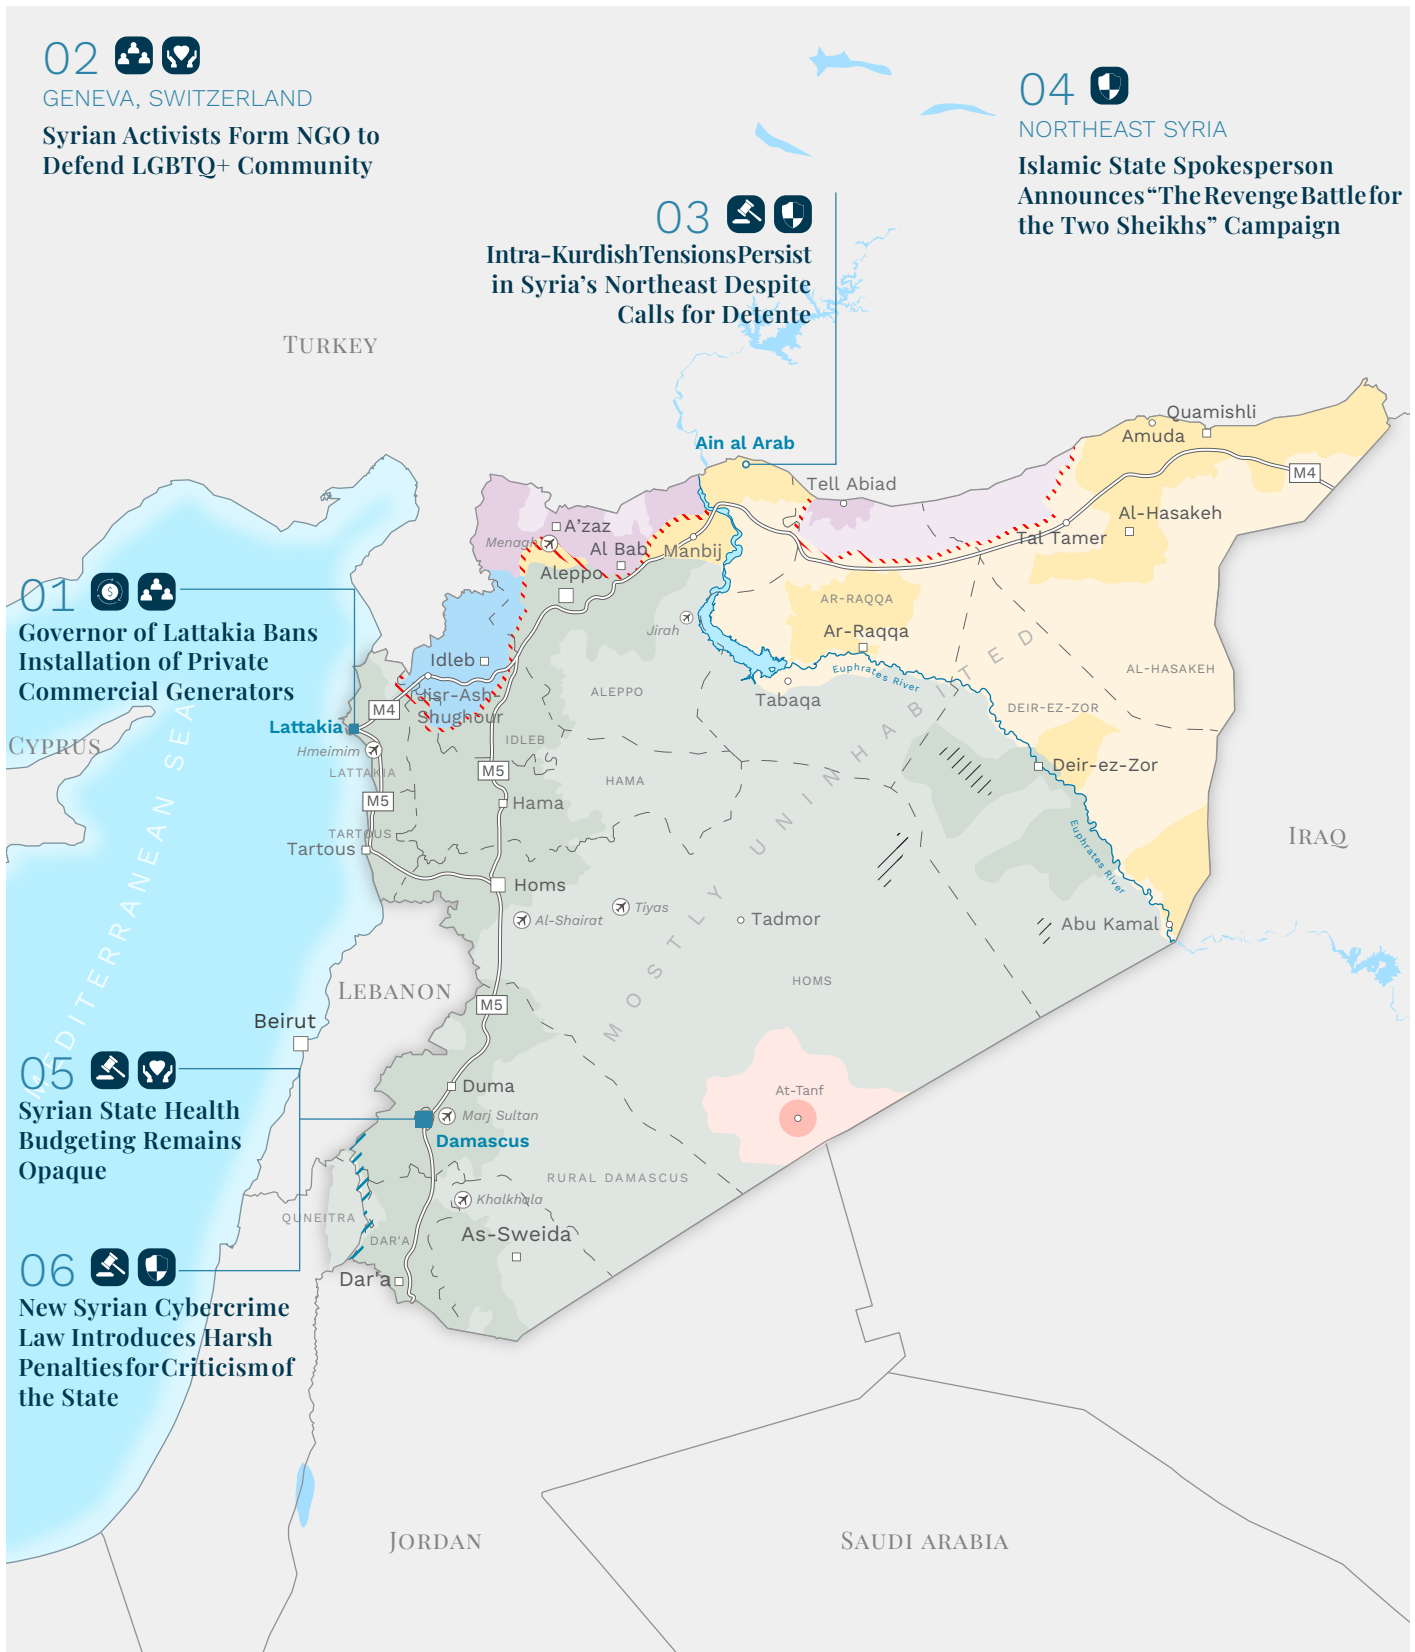 02
GENEVA, SWITZERLAND
Syrian Activists Form NGO to
Defend LGBTQ+ Community
04
NORTHEAST SYRIA
Islamic State Spokesperson
Announces “The Revenge Battle for
the Two Sheikhs” Campaign
03
Intra-Kurdish Tensions Persist
in Syria’s Northeast Despite
Calls for Detente
TURKEY
Quamishli
Amuda
Ain al Arab
M4
Tell Abiad
Al-Hasakeh
A’zaz
Tal Tamer
Menagh
Al Bab
Manbij
Aleppo
01
$
Governor of Lattakia Bans
Installation of Private
Commercial Generators
AR-RAQQA
Jirah
Ar-Raqqa
Idleb
AL-HASAKEH
Euphrates River
ALEPPO
Jisr-Ash-
Shughour
Tabaqa
M4
DEIR-EZ-ZOR
Lattakia
CYPRUS
Hmeimim
IDLEB
LATTAKIA
M5
Deir-ez-Zor
HAMA
M5
Hama
MEDITERRANEAN SEA
MOSTLY UNIMHABITED
TARTOUS
Tartous
IRAQ
Euphrates River
Homs
Al-Shairat
Tiyas
Tadmor
Abu Kamal
HOMS
LEBANON
M5
Beirut
05
Syrian State Health
Budgeting Remains
Opaque
Duma
At-Tanf
Marj Sultan
Damascus
RURAL DAMASCUS
Khalkhala
QUNEITRA
DAR'A
As-Sweida
Dar'a
06
New Syrian Cybercrime
Law Introduces Harsh
Penalties for Criticism of
the State
JORDAN
SAUDI ARABIA